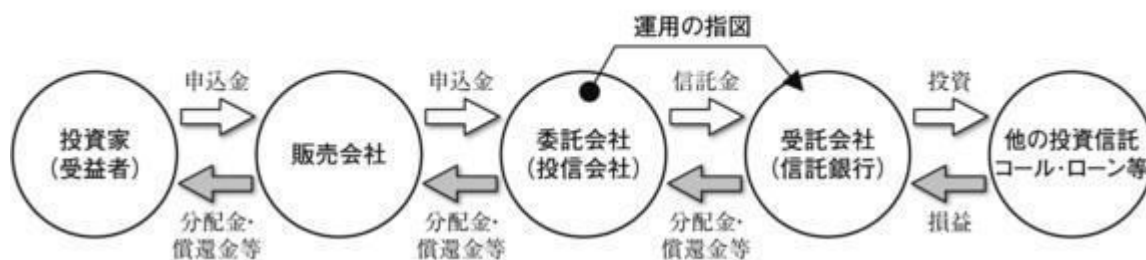 運用の指図
申込金
申込金
信託金
投資
投資家
(受益者)
販売会社
委託会社
(投信会社)
受託会社
(信託銀行)
他の投資信託
コール・ローン等
分配金・
償還金等
分配金・
償還金等
分配金・
償還金等
損益